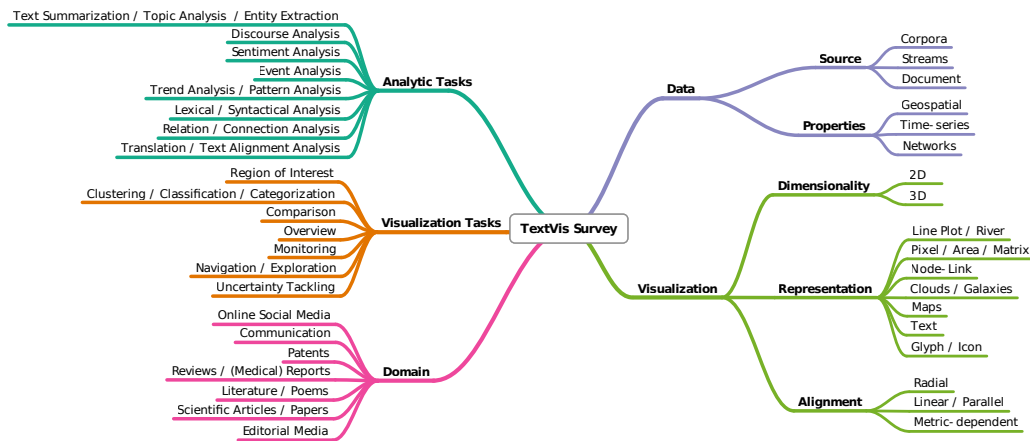 Text Summarization / Topic Analysis / Entity Extraction
Discourse Analysis
Sentiment Analysis
Event Analysis
Trend Analysis / Pattern Analysis
Lexical / Syntactical Analysis
Relation / Connection Analysis
Translation / Text Alignment Analysis
Analytic Tasks
Region of Interest
Clustering / Classification / Categorization
Comparison
Overview
Monitoring
Navigation / Exploration
Uncertainty Tackling
Visualization Tasks
Online Social Media
Communication
Patents
Reviews / (Medical) Reports
Literature / Poems
Scientific Articles / Papers
Editorial Media
Domain
TextVis Survey
Data
Source
Corpora
Streams
Document
Properties
Geospatial
Time-series
Networks
Visualization
Dimensionality
2D
3D
Representation
Line Plot / River
Pixel / Area / Matrix
Node-Link
Clouds / Galaxies
Maps
Text
Glyph / Icon
Alignment
Radial
Linear / Parallel
Metric-dependent